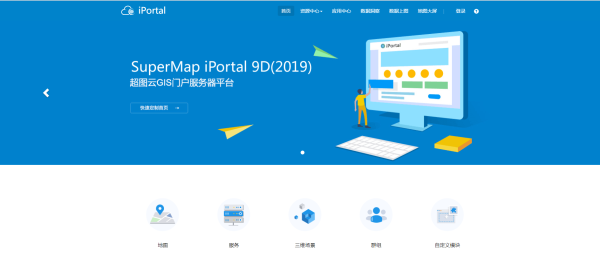 iPortal
首页 资源中心 应用中心 数据洞察 数据上图 地图大屏 登录
iPortal
SuperMap iPortal 9D(2019)
超图云GIS门户服务器平台
快速定制首页 →
地图 服务 三维场景 群组 自定义模块